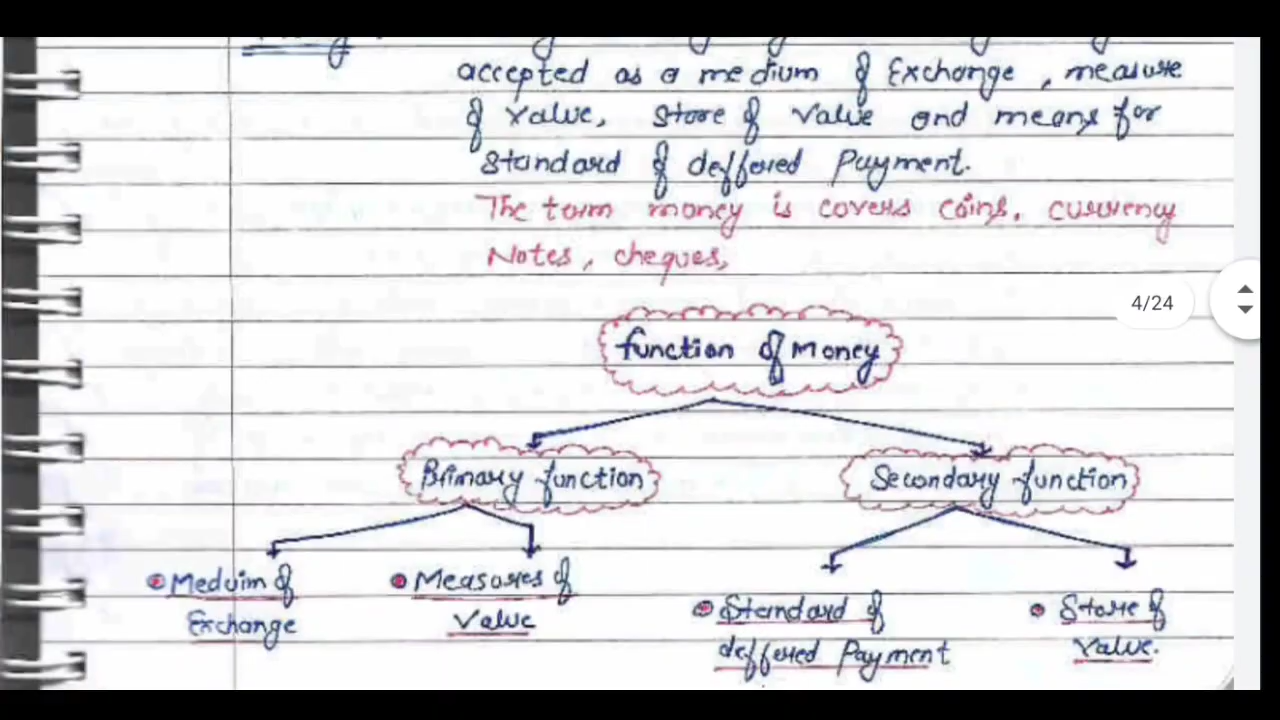 accepted as a medium of Exchange, measure
of value, Store of value and means for
Standard of deffered Payment.
The term money is covers coins, currency
Notes, cheques,
4/24
function of Money
Primary function
Secondary function
Meduim of
Exchange
Measures of
Value
Standard of
deffered Payment
Store of
Value.